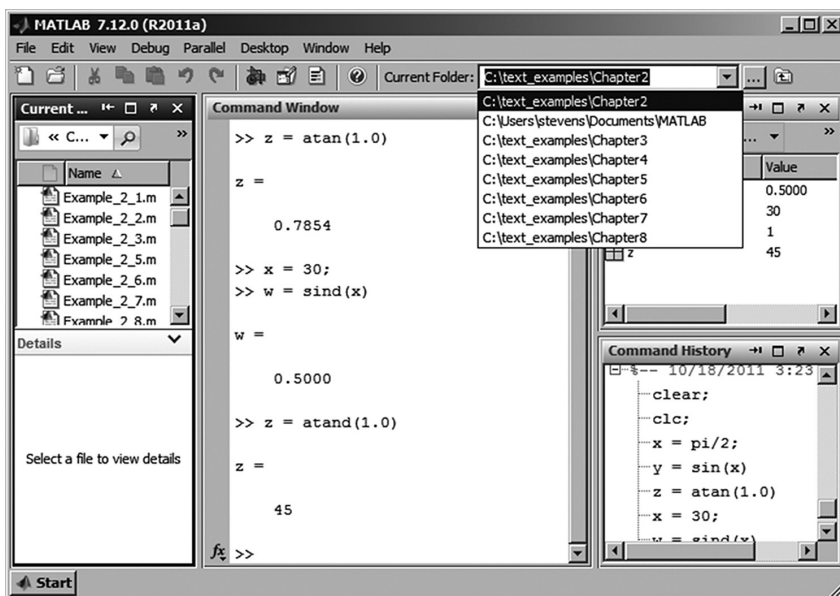 MATLAB 7.12.0 (R2011a)
File Edit View Debug Parallel Desktop Window Help
Current Folder: C:\text_examples\Chapter2
C:\text_examples\Chapter2
C:\Users\stevens\Documents\MATLAB
C:\text_examples\Chapter3
C:\text_examples\Chapter4
C:\text_examples\Chapter5
C:\text_examples\Chapter6
C:\text_examples\Chapter7
C:\text_examples\Chapter8
Current ...
« C...
»
Name
Example_2_1.m
Example_2_2.m
Example_2_3.m
Example_2_5.m
Example_2_6.m
Example_2_7.m
Example_2_8.m
Details
Select a file to view details
Command Window
>> z = atan(1.0)
z =
0.7854
>> x = 30;
>> w = sind(x)
w =
0.5000
>> z = atand(1.0)
z =
45
fx >>
... »
Value
0.5000
30
1
z 45
Command History
%-- 10/18/2011 3:23
clear;
clc;
x = pi/2;
y = sin(x)
z = atan(1.0)
x = 30;
w = sind(x)
Start